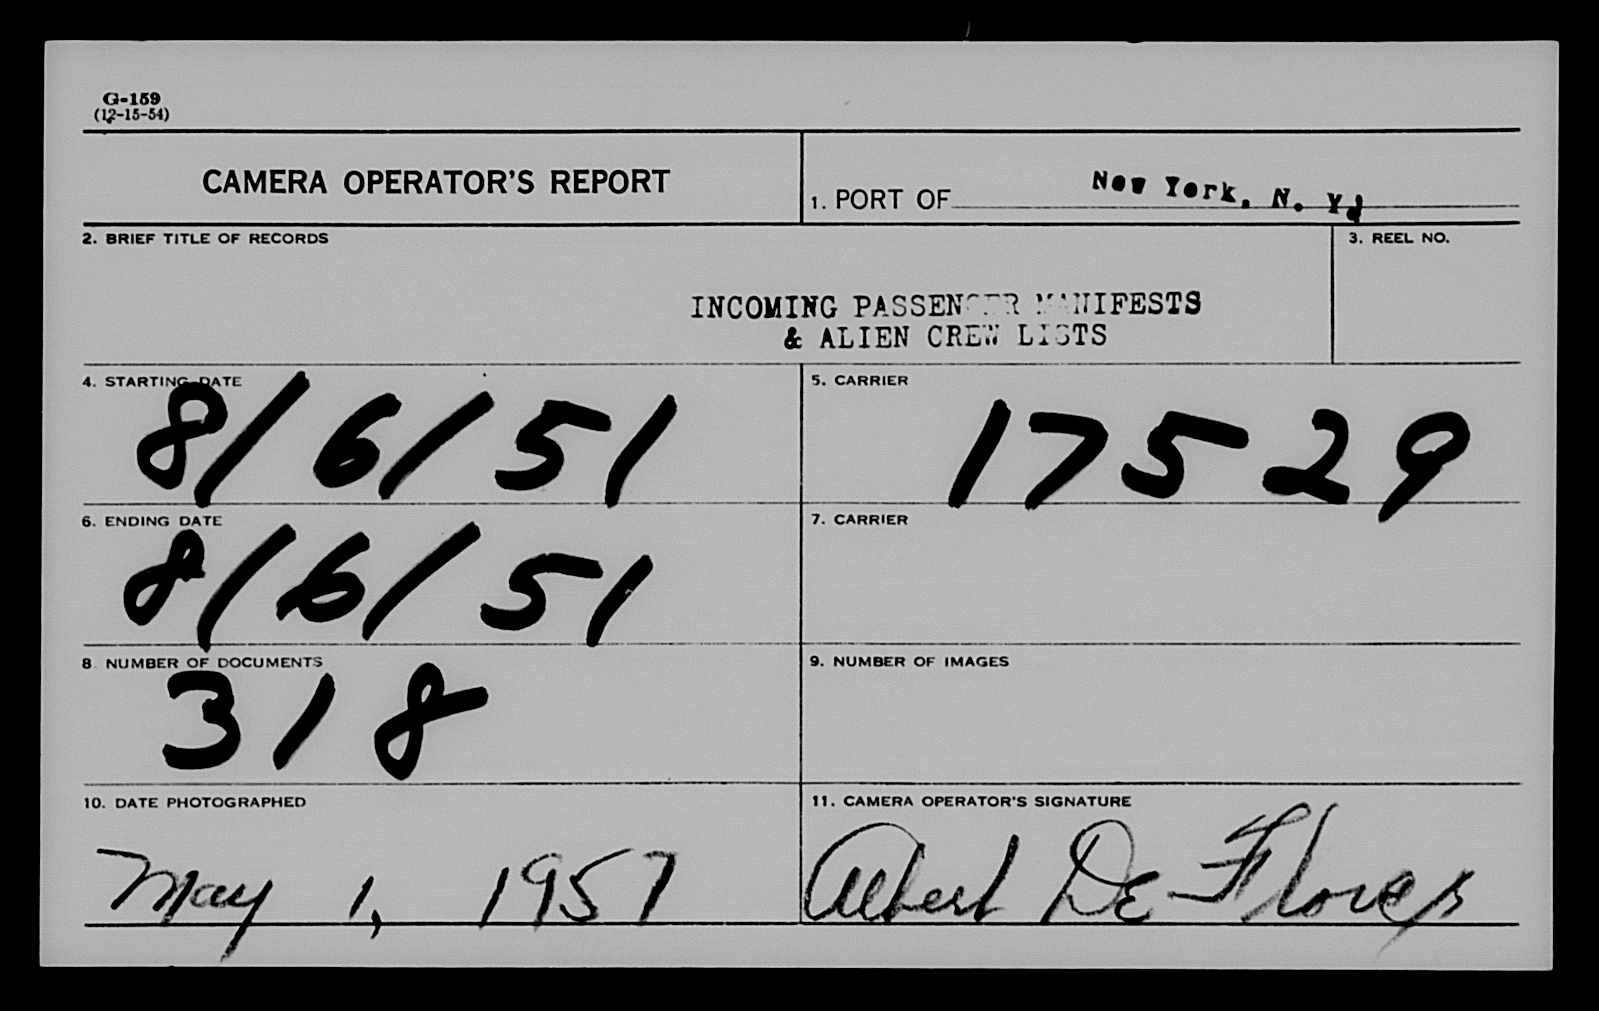 G-159
(12-15-54)
CAMERA OPERATOR'S REPORT
1. PORT OF New York, N. Y.
2. BRIEF TITLE OF RECORDS
3. REEL NO.
INCOMING PASSENGER MANIFESTS
& ALIEN CREW LISTS
4. STARTING DATE
8/6/51
5. CARRIER
17529
6. ENDING DATE
8/6/51
7. CARRIER
8. NUMBER OF DOCUMENTS
318
9. NUMBER OF IMAGES
10. DATE PHOTOGRAPHED
May 1, 1957
11. CAMERA OPERATOR'S SIGNATURE
Albert De Flores